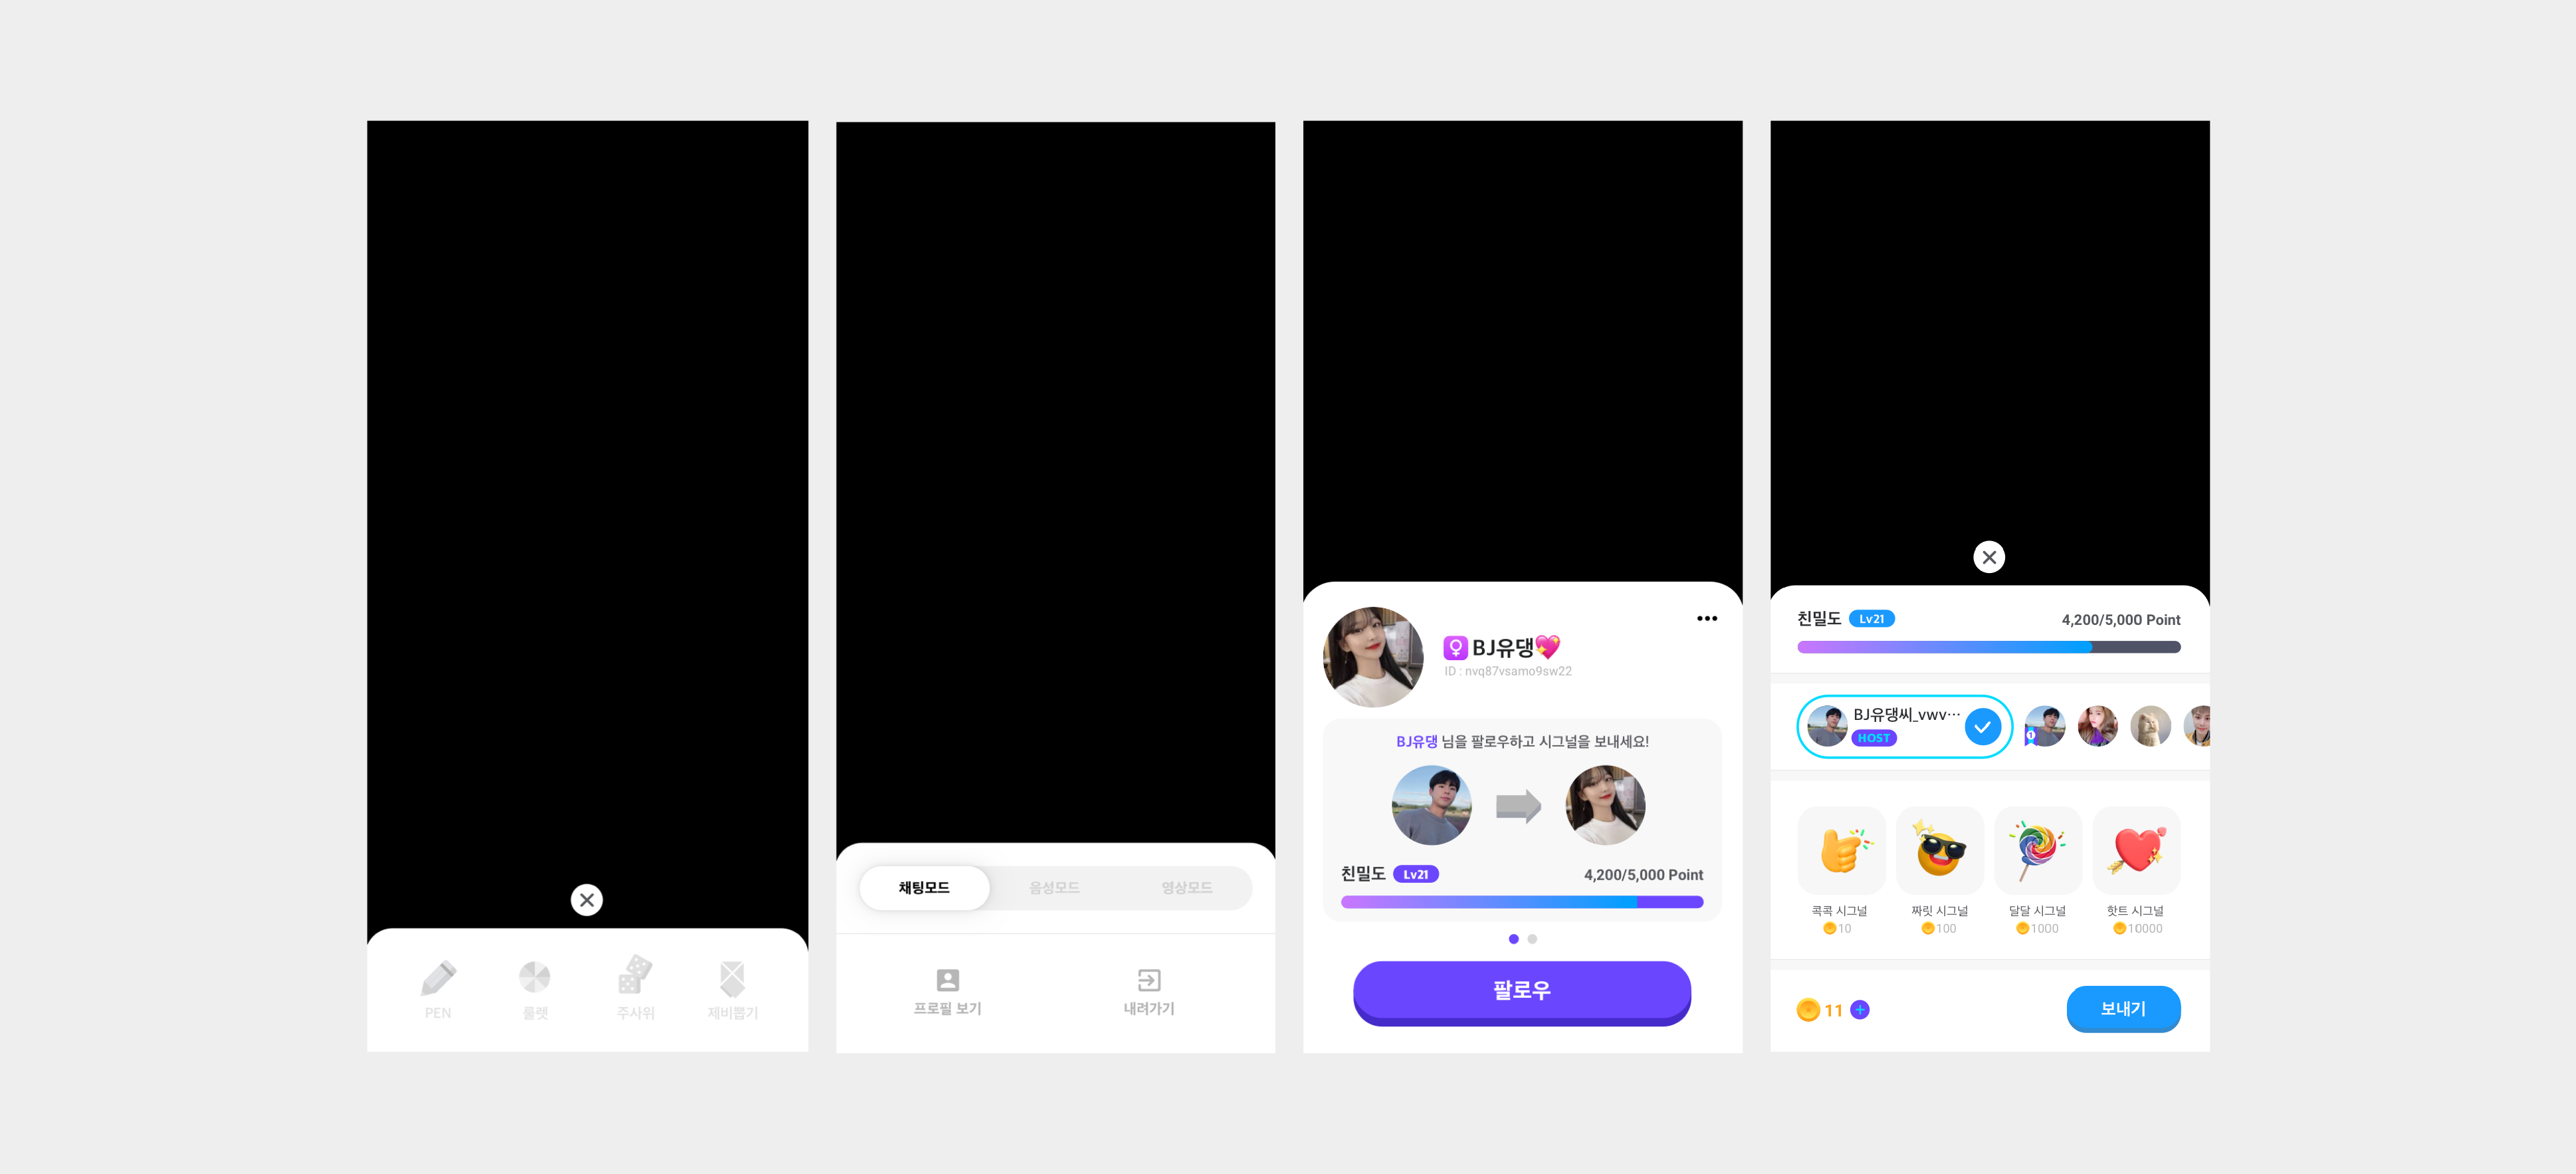 PEN
룰렛
주사위
제비뽑기
채팅모드
음성모드
영상모드
프로필 보기
내려가기
BJ유댕💖
ID : nvq87vsamo9sw22
BJ유댕 님을 팔로우하고 시그널을 보내세요!
친밀도 Lv21 4,200/5,000 Point
팔로우
친밀도 Lv21 4,200/5,000 Point
BJ유댕씨_vwv···
HOST
1
콕콕 시그널
10
짜릿 시그널
100
달달 시그널
1000
핫트 시그널
10000
11
보내기